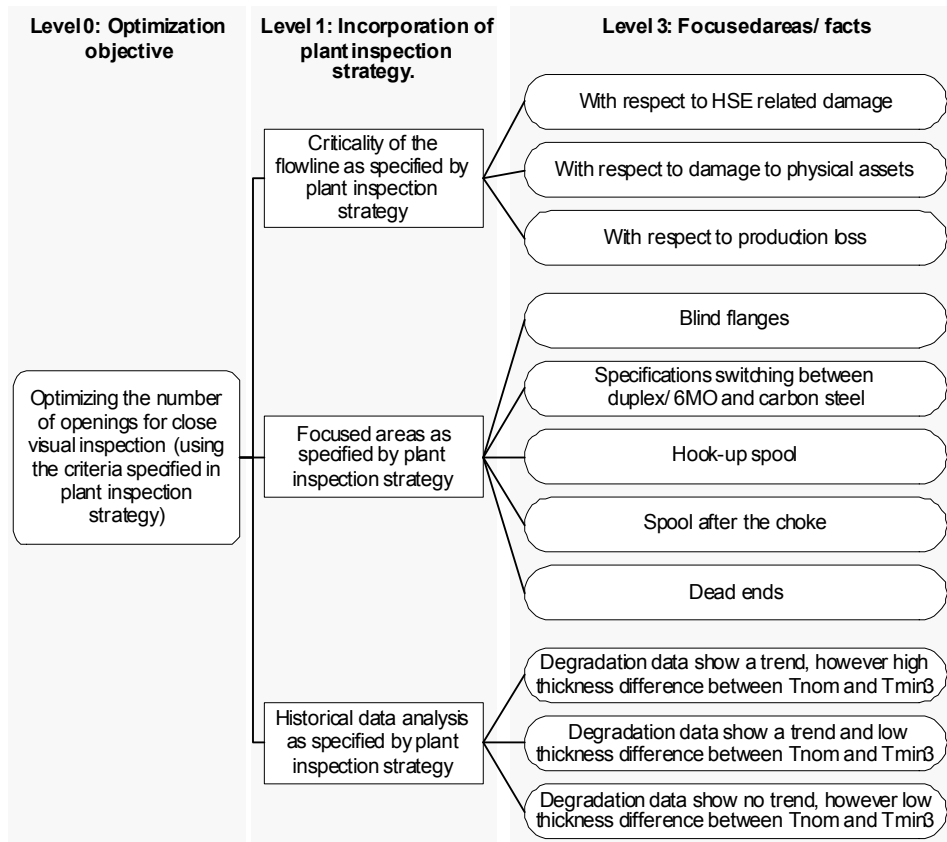 Level 0: Optimization
objective
Level 1: Incorporation of
plant inspection
strategy.
Level 3: Focusedareas/ facts
Optimizing the number
of openings for close
visual inspection (using
the criteria specified in
plant inspection
strategy)
Criticality of the
flowline as specified by
plant inspection
strategy
With respect to HSE related damage
With respect to damage to physical assets
With respect to production loss
Focused areas as
specified by plant
inspection strategy
Blind flanges
Specifications switching between
duplex/ 6MO and carbon steel
Hook-up spool
Spool after the choke
Dead ends
Historical data analysis
as specified by plant
inspection strategy
Degradation data show a trend, however high
thickness difference between Tnom and Tmin3
Degradation data show a trend and low
thickness difference between Tnom and Tmin3
Degradation data show no trend, however low
thickness difference between Tnom and Tmin3